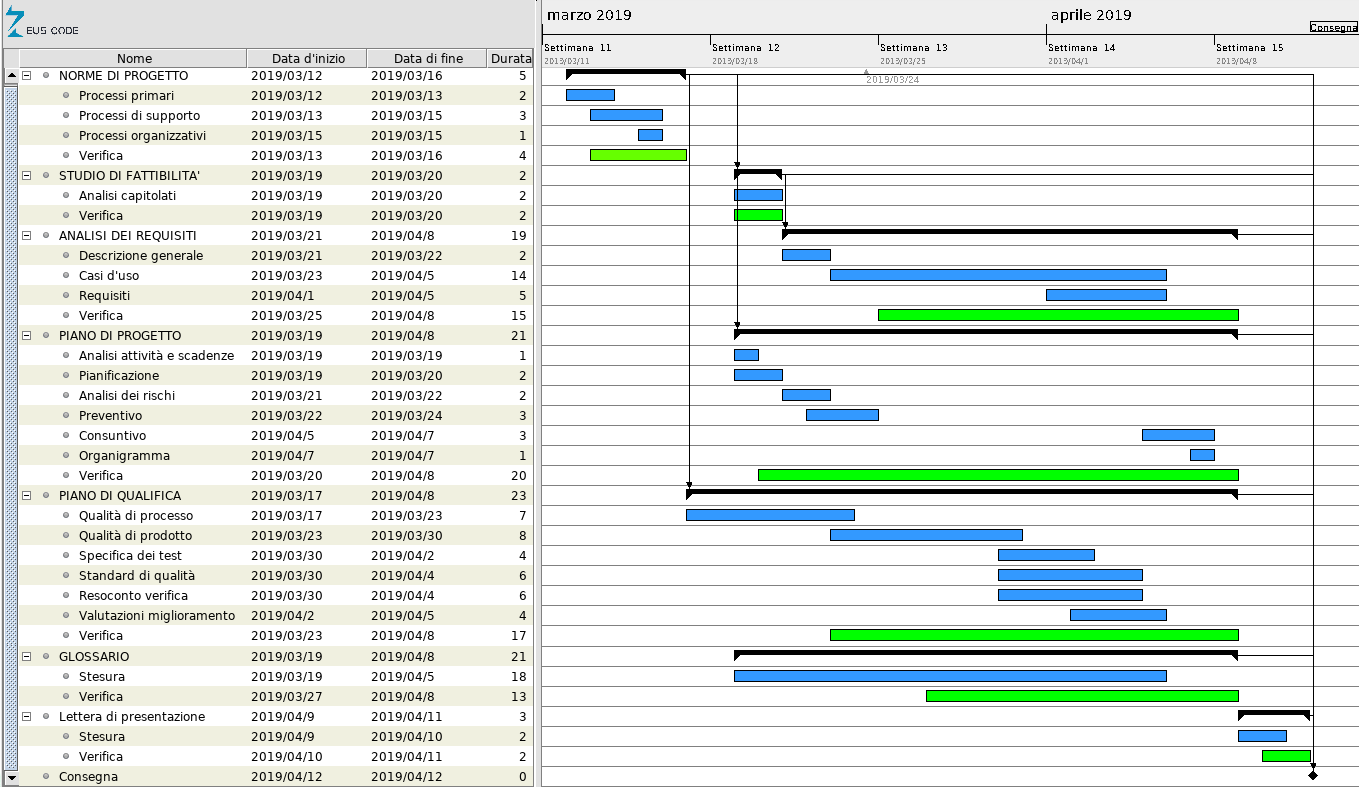 EUS CODE
marzo 2019 aprile 2019
Consegna
Settimana 11 Settimana 12 Settimana 13 Settimana 14 Settimana 15
2019/03/11 2019/03/18 2019/03/25 2019/04/1 2019/04/8
2019/03/24
Nome Data d'inizio Data di fine Durata
NORME DI PROGETTO 2019/03/12 2019/03/16 5
Processi primari 2019/03/12 2019/03/13 2
Processi di supporto 2019/03/13 2019/03/15 3
Processi organizzativi 2019/03/15 2019/03/15 1
Verifica 2019/03/13 2019/03/16 4
STUDIO DI FATTIBILITA' 2019/03/19 2019/03/20 2
Analisi capitolati 2019/03/19 2019/03/20 2
Verifica 2019/03/19 2019/03/20 2
ANALISI DEI REQUISITI 2019/03/21 2019/04/8 19
Descrizione generale 2019/03/21 2019/03/22 2
Casi d'uso 2019/03/23 2019/04/5 14
Requisiti 2019/04/1 2019/04/5 5
Verifica 2019/03/25 2019/04/8 15
PIANO DI PROGETTO 2019/03/19 2019/04/8 21
Analisi attività e scadenze 2019/03/19 2019/03/19 1
Pianificazione 2019/03/19 2019/03/20 2
Analisi dei rischi 2019/03/21 2019/03/22 2
Preventivo 2019/03/22 2019/03/24 3
Consuntivo 2019/04/5 2019/04/7 3
Organigramma 2019/04/7 2019/04/7 1
Verifica 2019/03/20 2019/04/8 20
PIANO DI QUALIFICA 2019/03/17 2019/04/8 23
Qualità di processo 2019/03/17 2019/03/23 7
Qualità di prodotto 2019/03/23 2019/03/30 8
Specifica dei test 2019/03/30 2019/04/2 4
Standard di qualità 2019/03/30 2019/04/4 6
Resoconto verifica 2019/03/30 2019/04/4 6
Valutazioni miglioramento 2019/04/2 2019/04/5 4
Verifica 2019/03/23 2019/04/8 17
GLOSSARIO 2019/03/19 2019/04/8 21
Stesura 2019/03/19 2019/04/5 18
Verifica 2019/03/27 2019/04/8 13
Lettera di presentazione 2019/04/9 2019/04/11 3
Stesura 2019/04/9 2019/04/10 2
Verifica 2019/04/10 2019/04/11 2
Consegna 2019/04/12 2019/04/12 0